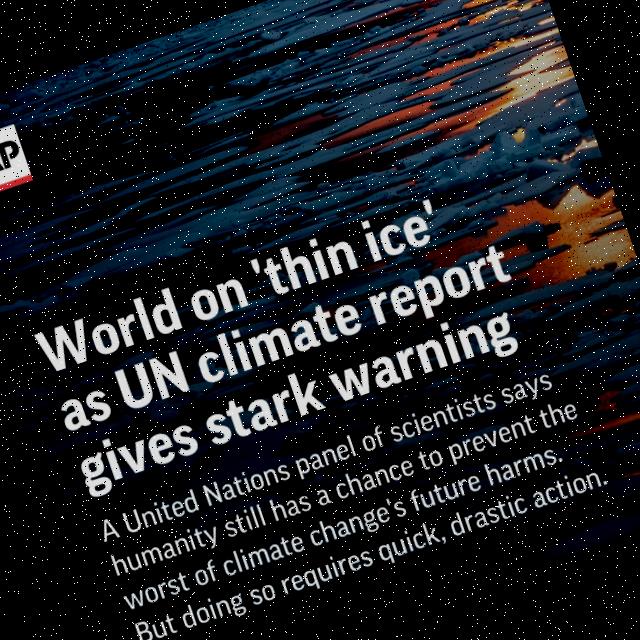 AP
World on 'thin ice'
as UN climate report
gives stark warning
A United Nations panel of scientists says
humanity still has a chance to prevent the
worst of climate change's future harms.
But doing so requires quick, drastic action.